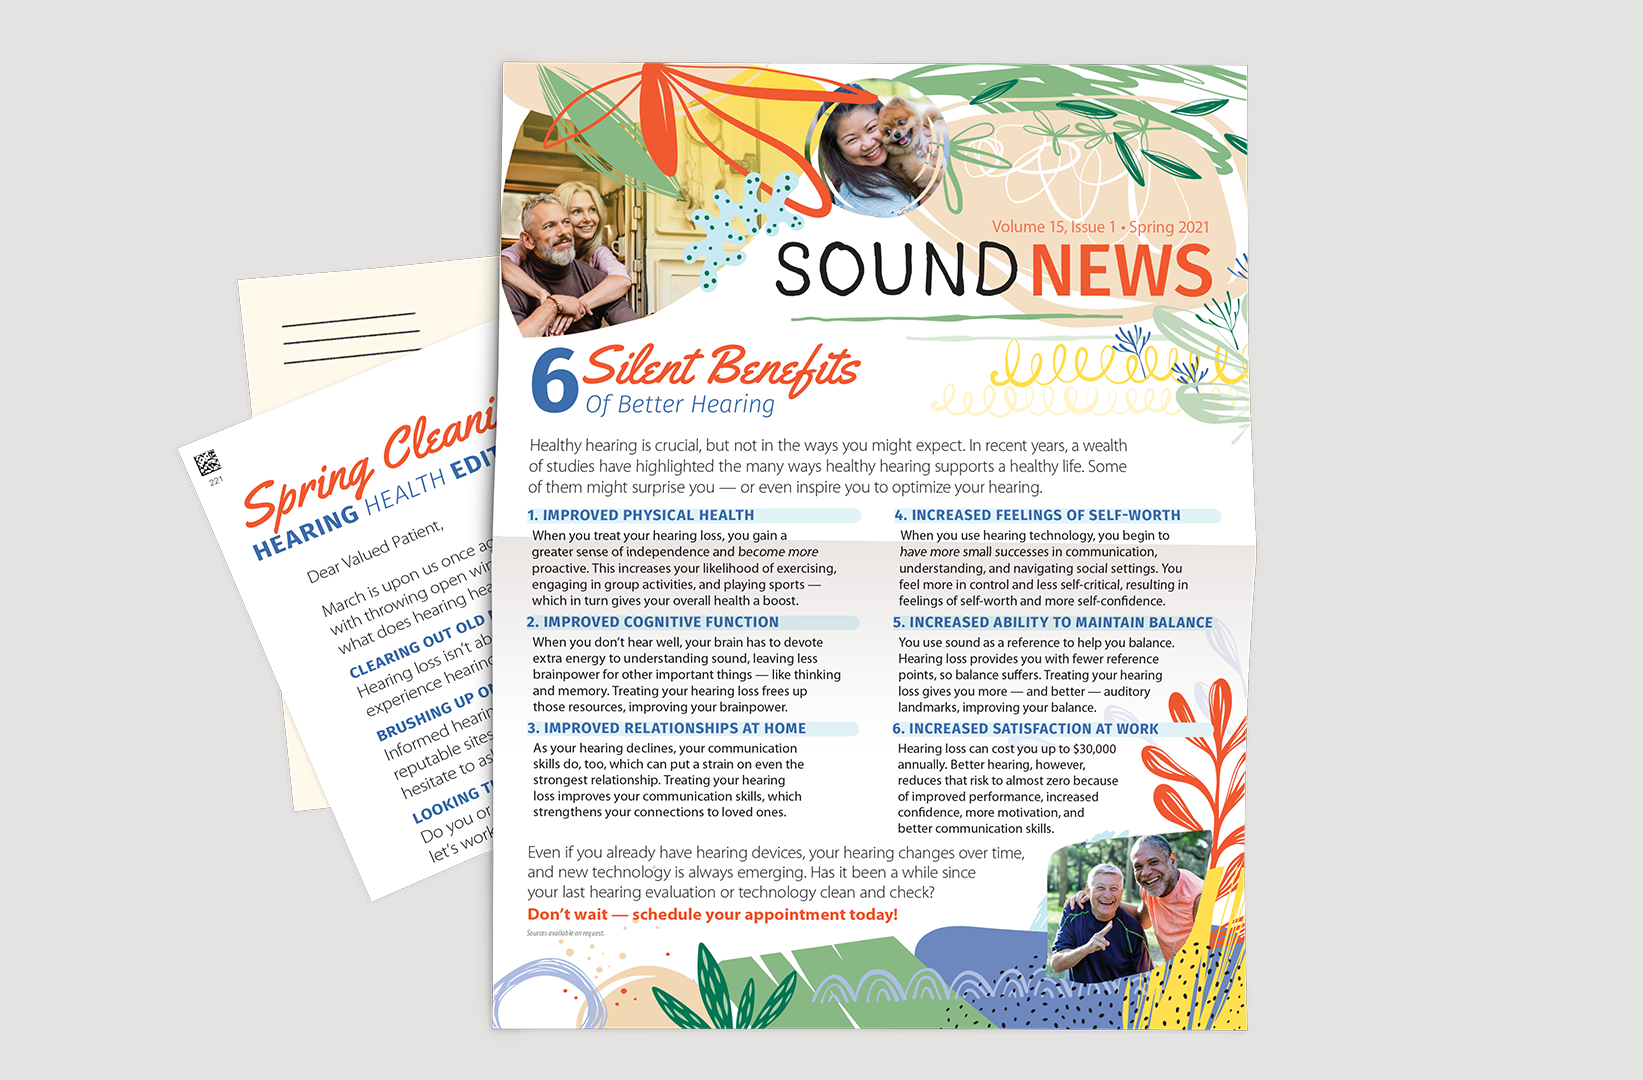 Volume 15, Issue 1 • Spring 2021
SOUND NEWS
6 Silent Benefits
Of Better Hearing
Healthy hearing is crucial, but not in the ways you might expect. In recent years, a wealth
of studies have highlighted the many ways healthy hearing supports a healthy life. Some
of them might surprise you — or even inspire you to optimize your hearing.
1. IMPROVED PHYSICAL HEALTH
When you treat your hearing loss, you gain a
greater sense of independence and become more
proactive. This increases your likelihood of exercising,
engaging in group activities, and playing sports —
which in turn gives your overall health a boost.
2. IMPROVED COGNITIVE FUNCTION
When you don't hear well, your brain has to devote
extra energy to understanding sound, leaving less
brainpower for other important things — like thinking
and memory. Treating your hearing loss frees up
those resources, improving your brainpower.
3. IMPROVED RELATIONSHIPS AT HOME
As your hearing declines, your communication
skills do, too, which can put a strain on even the
strongest relationship. Treating your hearing
loss improves your communication skills, which
strengthens your connections to loved ones.
4. INCREASED FEELINGS OF SELF-WORTH
When you use hearing technology, you begin to
have more small successes in communication,
understanding, and navigating social settings. You
feel more in control and less self-critical, resulting in
feelings of self-worth and more self-confidence.
5. INCREASED ABILITY TO MAINTAIN BALANCE
You use sound as a reference to help you balance.
Hearing loss provides you with fewer reference
points, so balance suffers. Treating your hearing
loss gives you more — and better — auditory
landmarks, improving your balance.
6. INCREASED SATISFACTION AT WORK
Hearing loss can cost you up to $30,000
annually. Better hearing, however,
reduces that risk to almost zero because
of improved performance, increased
confidence, more motivation, and
better communication skills.
Even if you already have hearing devices, your hearing changes over time,
and new technology is always emerging. Has it been a while since
your last hearing evaluation or technology clean and check?
Don't wait — schedule your appointment today!
Sources available on request.
221
Spring Cleani
HEARING HEALTH EDIT
Dear Valued Patient,
March is upon us once ag
with throwing open win
what does hearing hea
CLEARING OUT OLD
Hearing loss isn't ab
experience hearing
BRUSHING UP ON
Informed hearin
reputable sites
hesitate to as
LOOKING T
Do you or
let's work